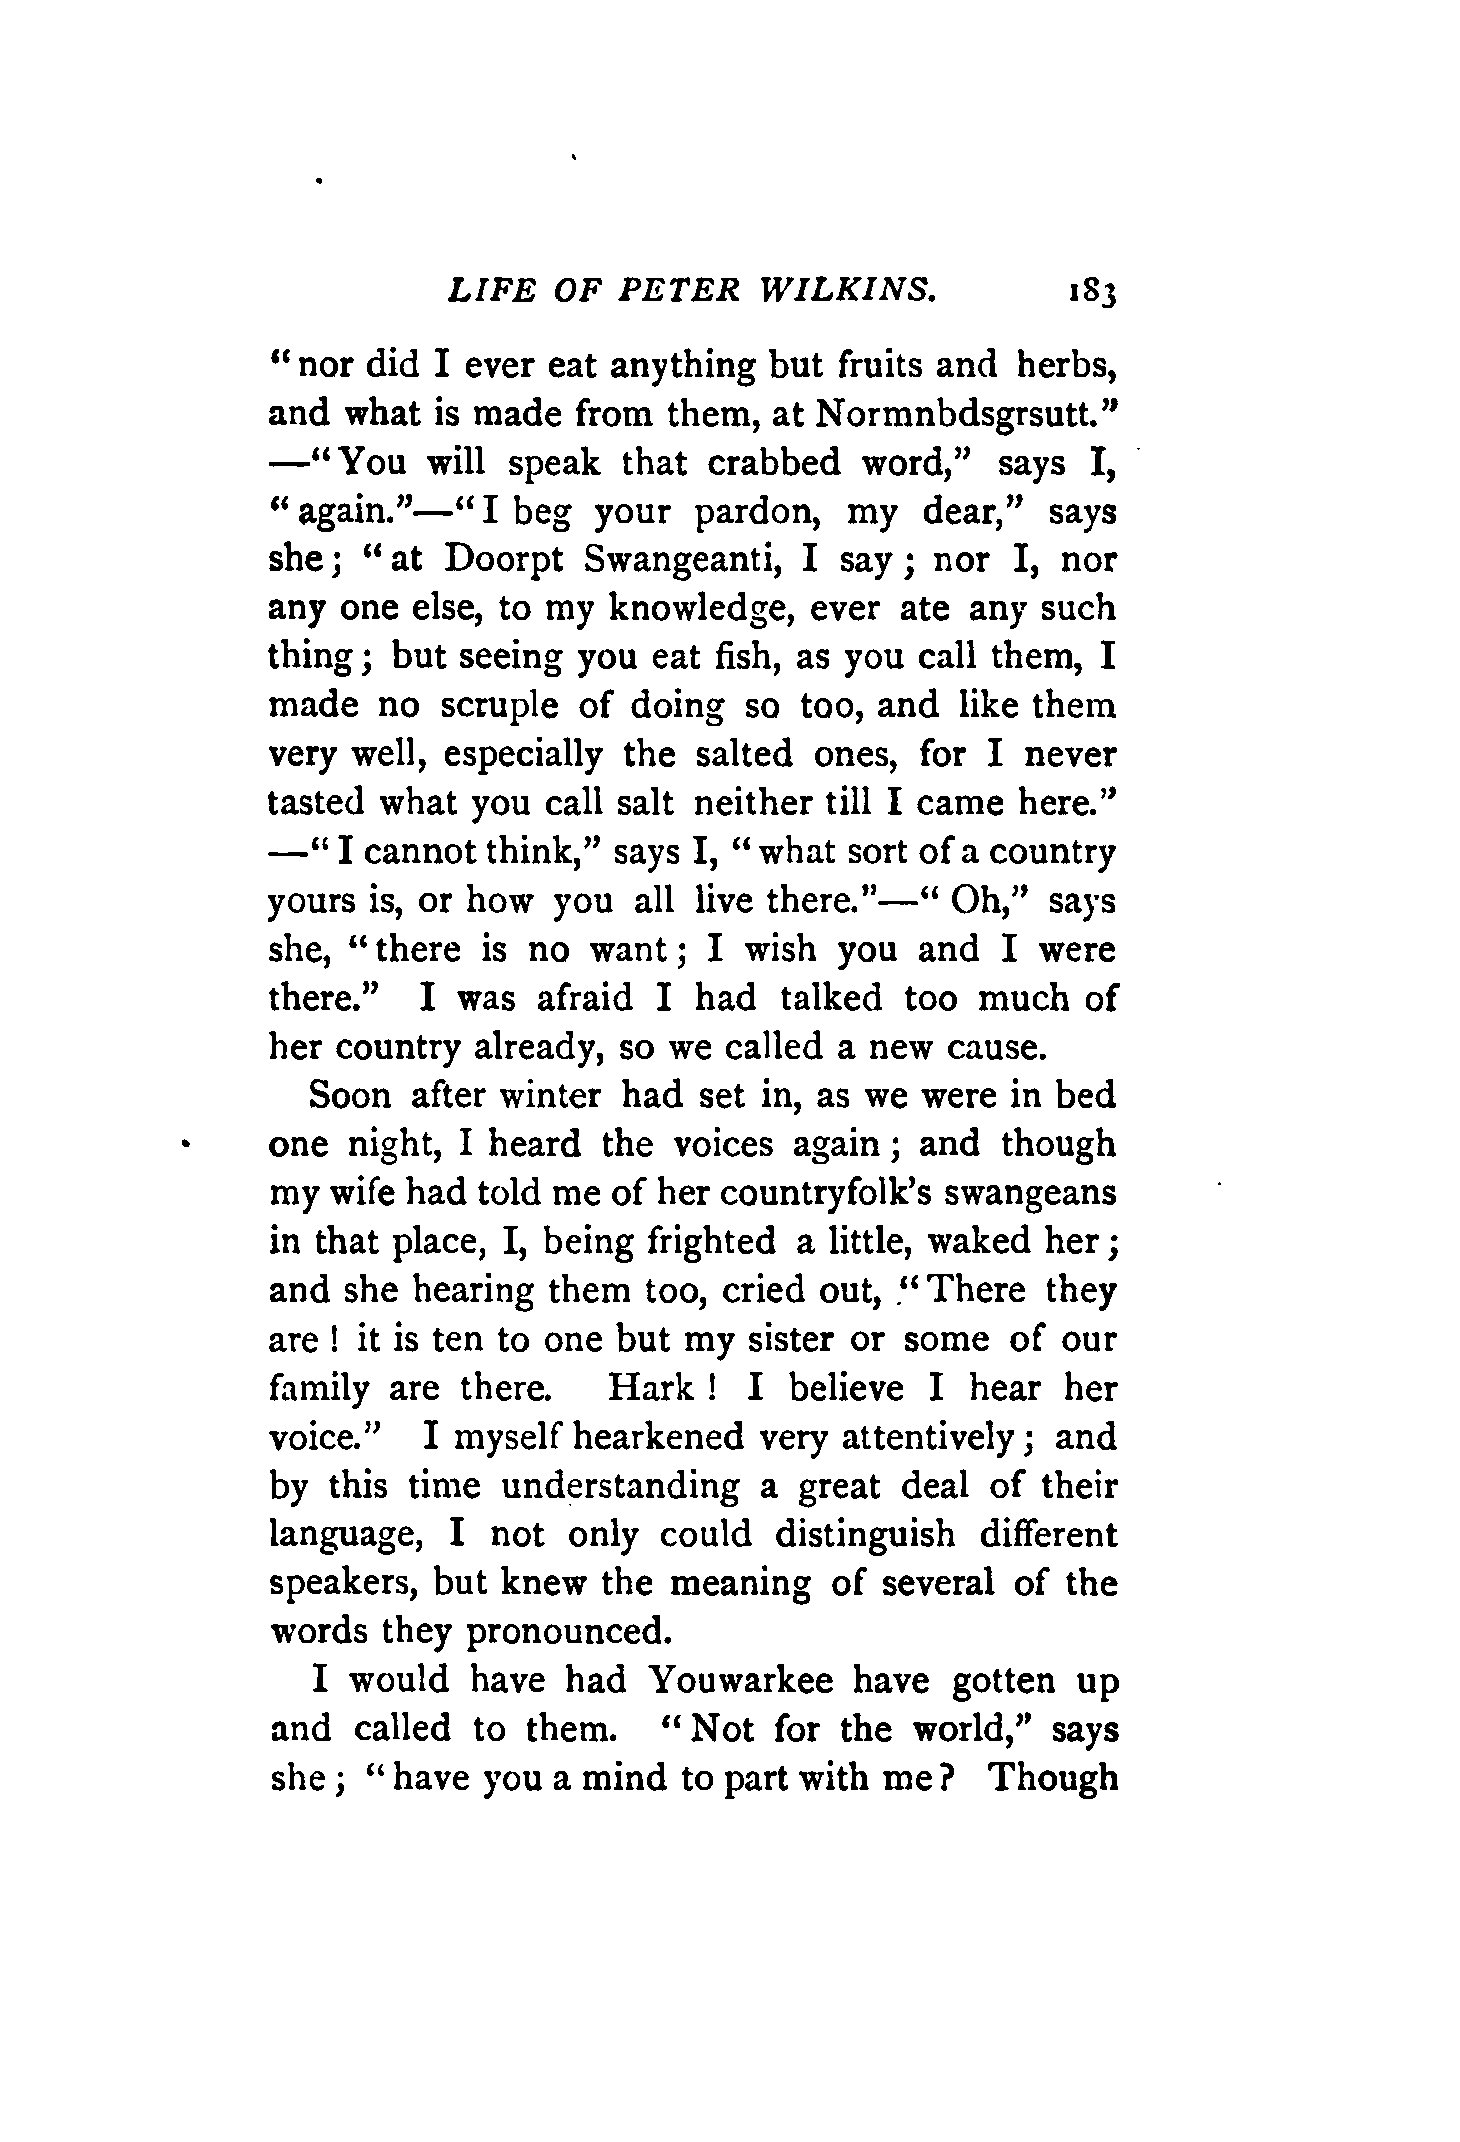 LIFE OF PETER WILKINS. 183
“nor did I ever eat anything but fruits and herbs,
and what is made from them, at Normnbdsgrsutt.”
—“You will speak that crabbed word,” says I,
“again.”—“I beg your pardon, my dear,” says
she; “at Doorpt Swangeanti, I say; nor I, nor
any one else, to my knowledge, ever ate any such
thing; but seeing you eat fish, as you call them, I
made no scruple of doing so too, and like them
very well, especially the salted ones, for I never
tasted what you call salt neither till I came here.”
—“I cannot think,” says I, “what sort of a country
yours is, or how you all live there.”—“Oh,” says
she, “there is no want; I wish you and I were
there.” I was afraid I had talked too much of
her country already, so we called a new cause.
Soon after winter had set in, as we were in bed
one night, I heard the voices again; and though
my wife had told me of her countryfolk’s swangeans
in that place, I, being frighted a little, waked her;
and she hearing them too, cried out, “There they
are! it is ten to one but my sister or some of our
family are there. Hark! I believe I hear her
voice.” I myself hearkened very attentively; and
by this time understanding a great deal of their
language, I not only could distinguish different
speakers, but knew the meaning of several of the
words they pronounced.
I would have had Youwarkee have gotten up
and called to them. “Not for the world,” says
she; “have you a mind to part with me? Though